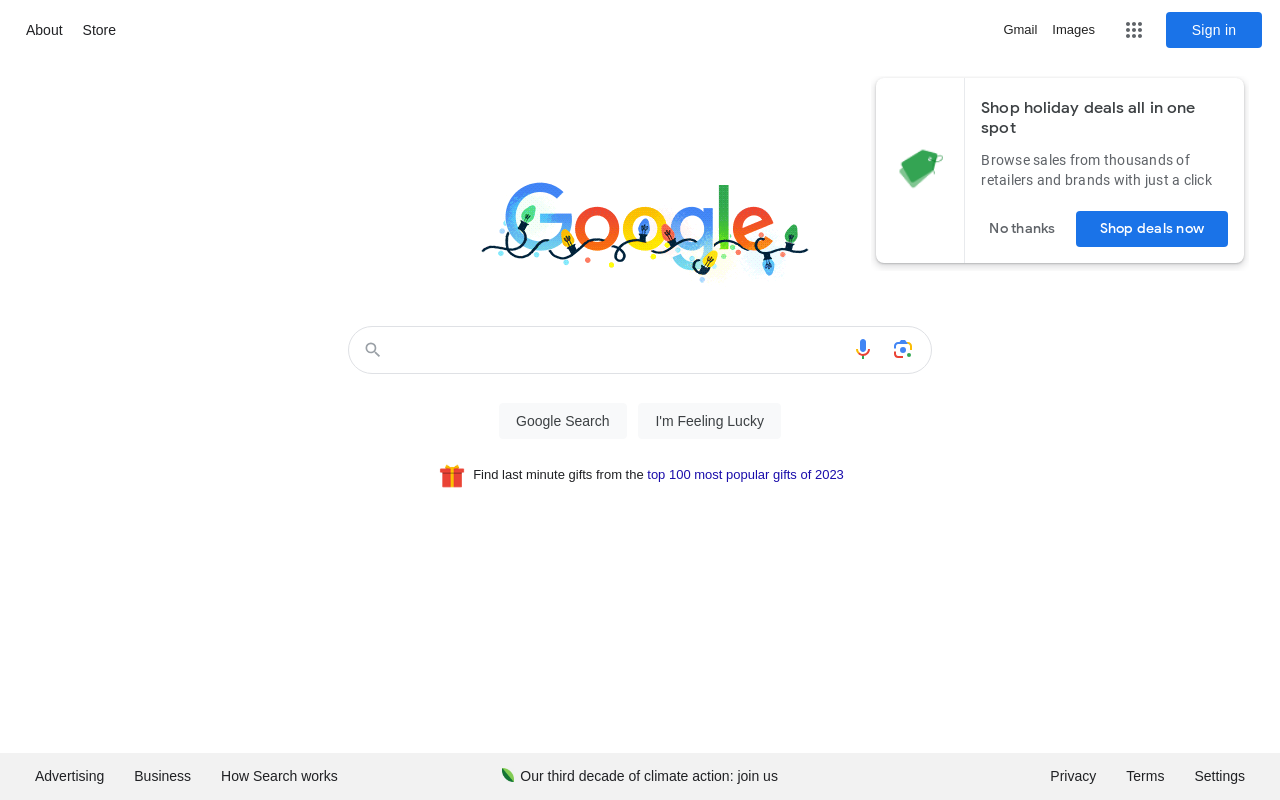 About Store
Gmail Images
Sign in
Shop holiday deals all in one
spot
Browse sales from thousands of
retailers and brands with just a click
No thanks
Shop deals now
Google
Google Search
I'm Feeling Lucky
Find last minute gifts from the top 100 most popular gifts of 2023
Advertising Business How Search works
Our third decade of climate action: join us
Privacy Terms Settings